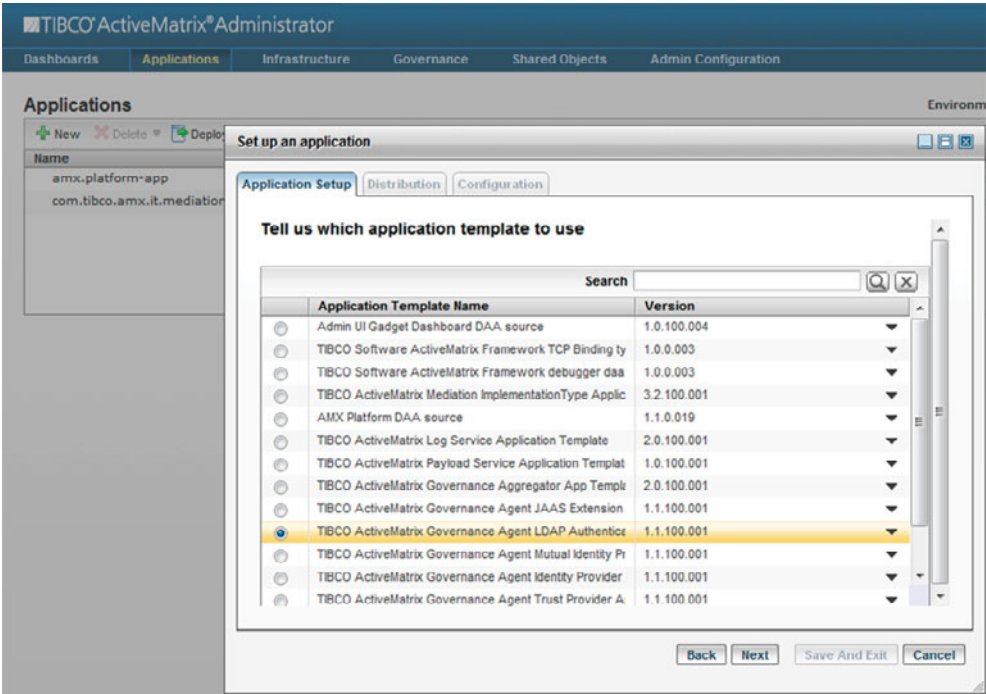 TIBCO® ActiveMatrix® Administrator
Dashboards Applications Infrastructure Governance Shared Objects Admin Configuration
Applications Environm
New Delete Deploy
Name
amx.platform-app
com.tibco.amx.it.mediation
Set up an application
Application Setup Distribution Configuration
Tell us which application template to use
Search
Application Template Name Version
Admin UI Gadget Dashboard DAA source 1.0.100.004
TIBCO Software ActiveMatrix Framework TCP Binding ty 1.0.0.003
TIBCO Software ActiveMatrix Framework debugger daa 1.0.0.003
TIBCO ActiveMatrix Mediation ImplementationType Applic 3.2.100.001
AMX Platform DAA source 1.1.0.019
TIBCO ActiveMatrix Log Service Application Template 2.0.100.001
TIBCO ActiveMatrix Payload Service Application Templat 1.0.100.001
TIBCO ActiveMatrix Governance Aggregator App Templa 2.0.100.001
TIBCO ActiveMatrix Governance Agent JAAS Extension 1.1.100.001
TIBCO ActiveMatrix Governance Agent LDAP Authentica 1.1.100.001
TIBCO ActiveMatrix Governance Agent Mutual Identity Pr 1.1.100.001
TIBCO ActiveMatrix Governance Agent Identity Provider 1.1.100.001
TIBCO ActiveMatrix Governance Agent Trust Provider A 1.1.100.001
Back Next Save And Exit Cancel